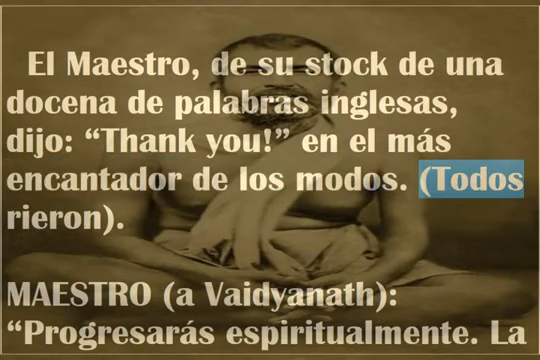 El Maestro, de su stock de una
docena de palabras inglesas,
dijo: “Thank you!” en el más
encantador de los modos. (Todos
rieron).
MAESTRO (a Vaidyanath):
“Progresarás espiritualmente. La